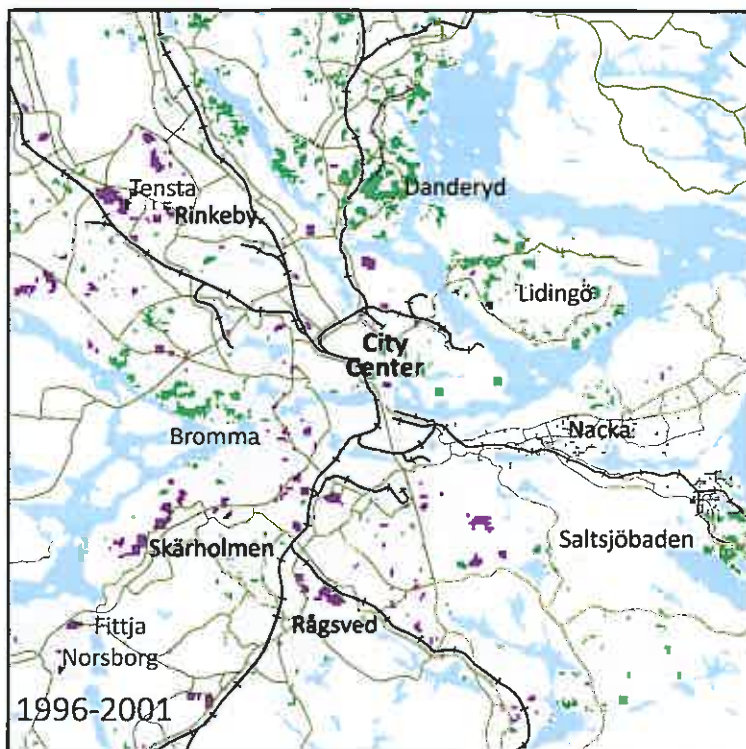 Danderyd
Tensta
Rinkeby
Lidingö
City
Center
Bromma
Nacka
Skärholmen
Saltsjöbaden
Fittja
Rågsved
Norsborg
1996-2001